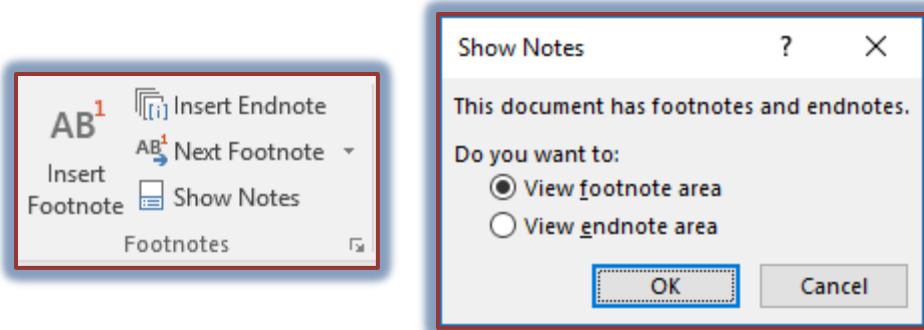 AB1
Insert
Footnote
Insert Endnote
AB1 Next Footnote
Show Notes
Footnotes
Show Notes ? ×
This document has footnotes and endnotes.
Do you want to:
View footnote area
View endnote area
OK Cancel